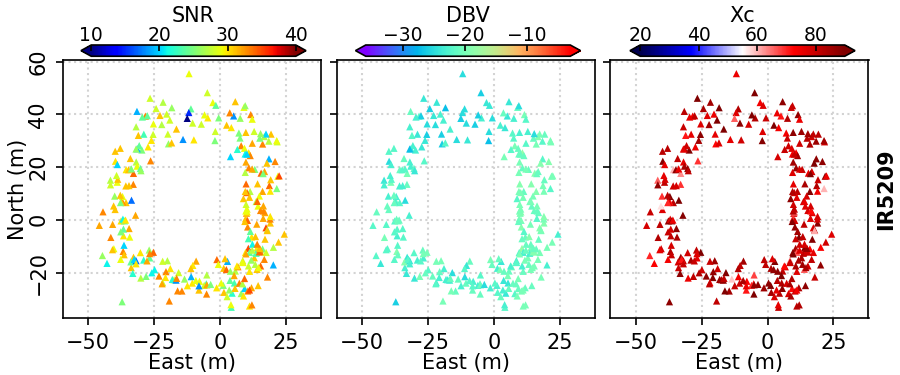 SNR DBV Xc
10 20 30 40 −30 −20 −10 20 40 60 80
60
40
20
0
−20
North (m)
IR5209
−50 −25 0 25 −50 −25 0 25 −50 −25 0 25
East (m) East (m) East (m)